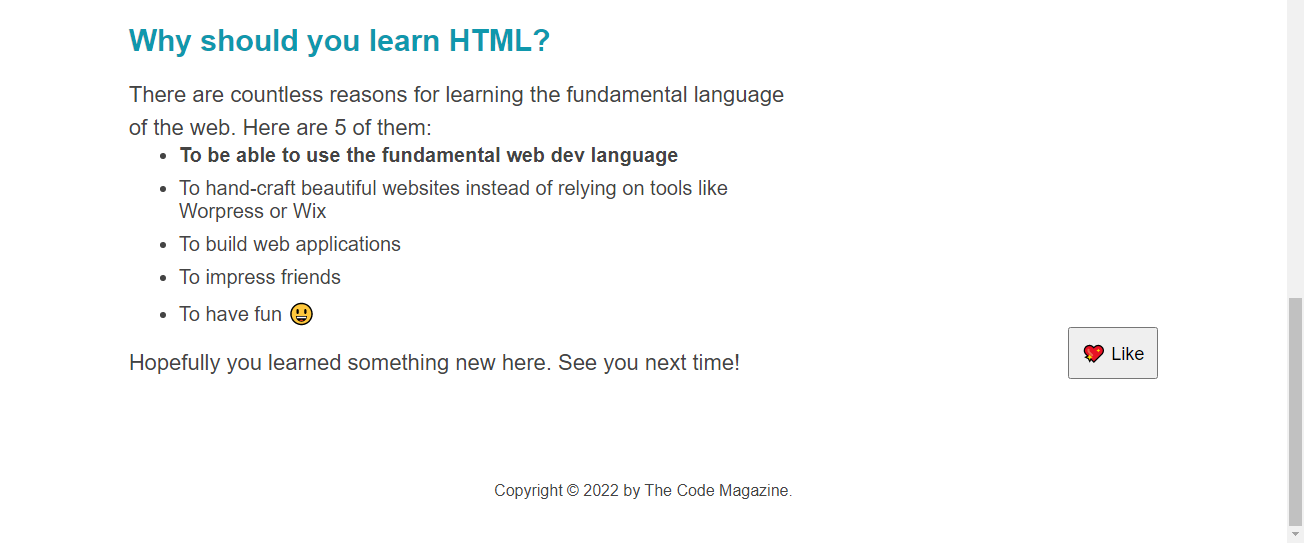 Why should you learn HTML?
There are countless reasons for learning the fundamental language
of the web. Here are 5 of them:
• To be able to use the fundamental web dev language
• To hand-craft beautiful websites instead of relying on tools like
Worpress or Wix
• To build web applications
• To impress friends
• To have fun 😃
Hopefully you learned something new here. See you next time!
💖 Like
Copyright © 2022 by The Code Magazine.